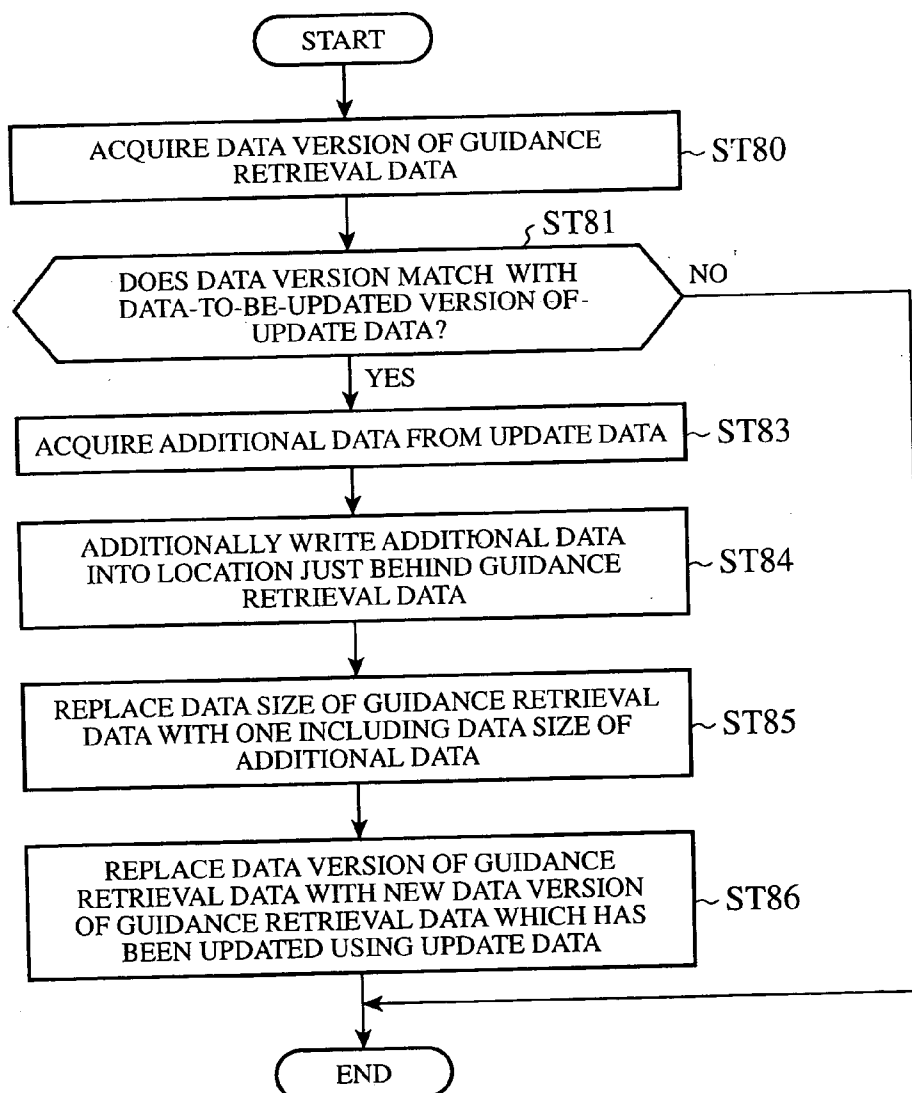 START
ACQUIRE DATA VERSION OF GUIDANCE
RETRIEVAL DATA
ST80
ST81
DOES DATA VERSION MATCH WITH
DATA-TO-BE-UPDATED VERSION OF-
UPDATE DATA?
NO
YES
ACQUIRE ADDITIONAL DATA FROM UPDATE DATA
ST83
ADDITIONALLY WRITE ADDITIONAL DATA
INTO LOCATION JUST BEHIND GUIDANCE
RETRIEVAL DATA
ST84
REPLACE DATA SIZE OF GUIDANCE RETRIEVAL
DATA WITH ONE INCLUDING DATA SIZE OF
ADDITIONAL DATA
ST85
REPLACE DATA VERSION OF GUIDANCE
RETRIEVAL DATA WITH NEW DATA VERSION
OF GUIDANCE RETRIEVAL DATA WHICH HAS
BEEN UPDATED USING UPDATE DATA
ST86
END